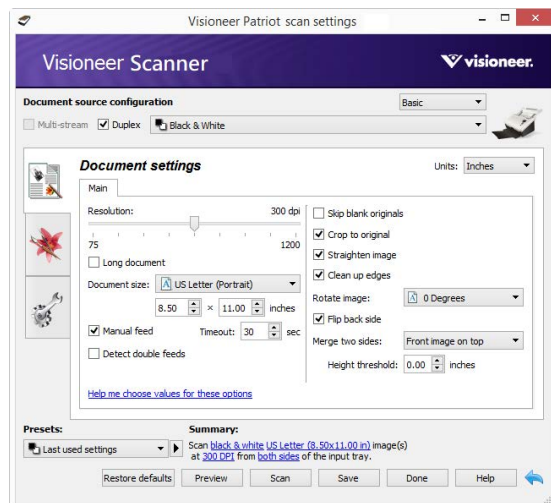 Visioneer Patriot scan settings
Visioneer Scanner
visioneer.
Document source configuration
Basic
Multi-stream
Duplex
Black & White
Document settings
Units: Inches
Main
Resolution: 300 dpi
75 1200
Long document
Document size: US Letter (Portrait)
8.50 × 11.00 inches
Manual feed Timeout: 30 sec
Detect double feeds
Help me choose values for these options
Skip blank originals
Crop to original
Straighten image
Clean up edges
Rotate image: 0 Degrees
Flip back side
Merge two sides: Front image on top
Height threshold: 0.00 inches
Presets:
Last used settings
Summary:
Scan black & white US Letter (8.50x11.00 in) image(s)
at 300 DPI from both sides of the input tray.
Restore defaults Preview Scan Save Done Help